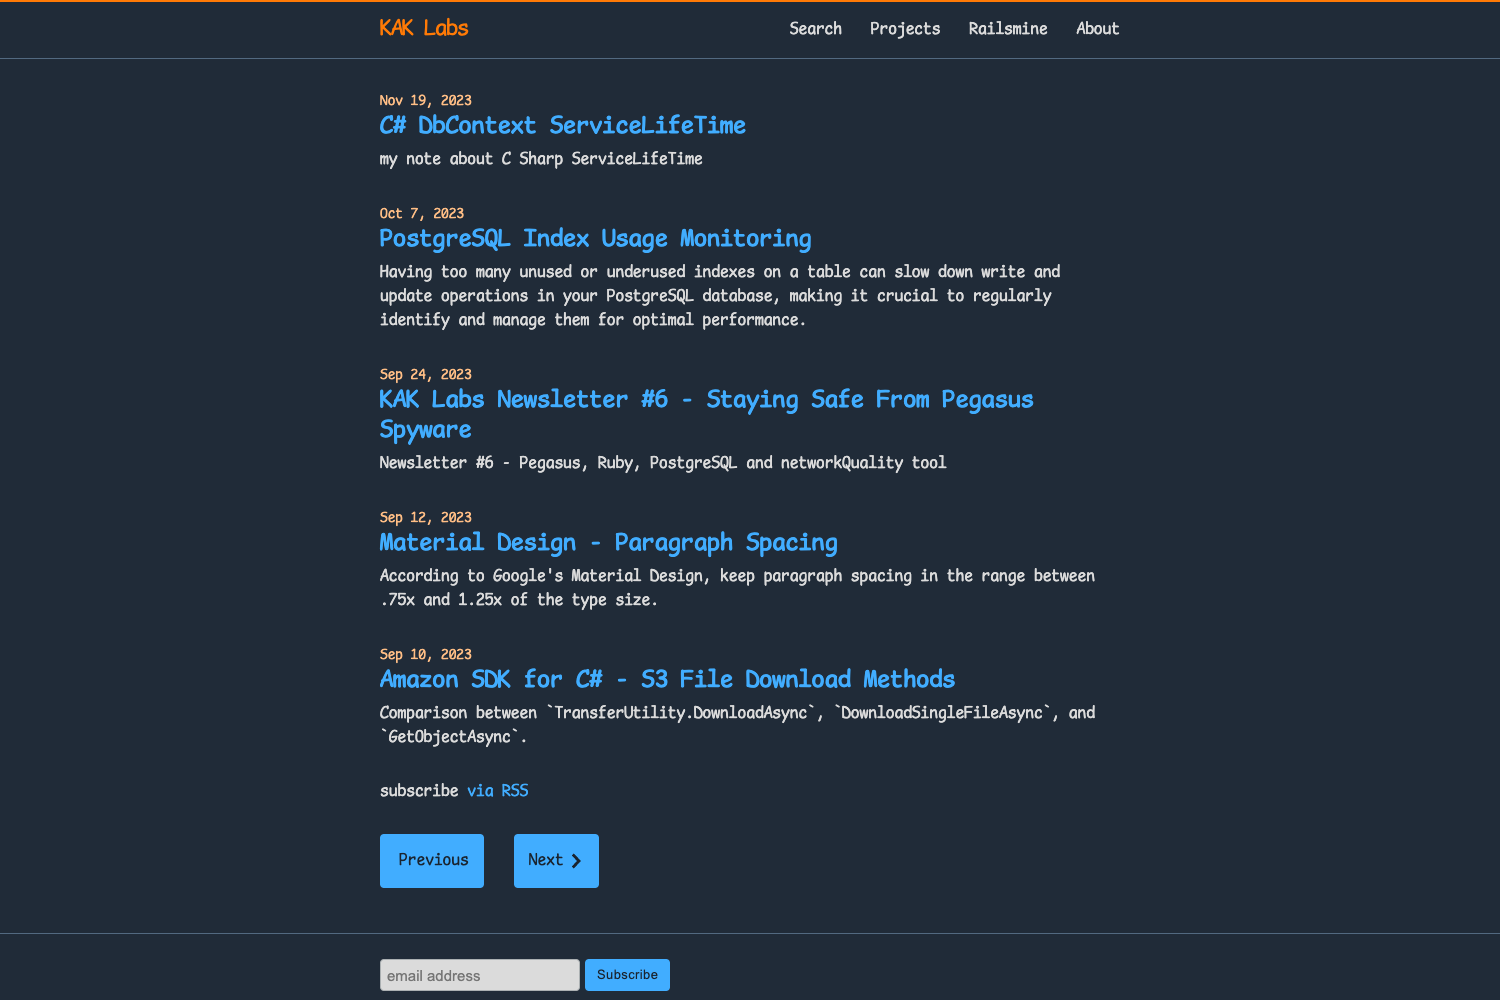 KAK Labs
Search Projects Railsmine About
Nov 19, 2023
C# DbContext ServiceLifeTime
my note about C Sharp ServiceLifeTime
Oct 7, 2023
PostgreSQL Index Usage Monitoring
Having too many unused or underused indexes on a table can slow down write and
update operations in your PostgreSQL database, making it crucial to regularly
identify and manage them for optimal performance.
Sep 24, 2023
KAK Labs Newsletter #6 - Staying Safe From Pegasus
Spyware
Newsletter #6 - Pegasus, Ruby, PostgreSQL and networkQuality tool
Sep 12, 2023
Material Design - Paragraph Spacing
According to Google's Material Design, keep paragraph spacing in the range between
.75x and 1.25x of the type size.
Sep 10, 2023
Amazon SDK for C# - S3 File Download Methods
Comparison between `TransferUtility.DownloadAsync`, `DownloadSingleFileAsync`, and
`GetObjectAsync`.
subscribe via RSS
Previous Next
email address Subscribe